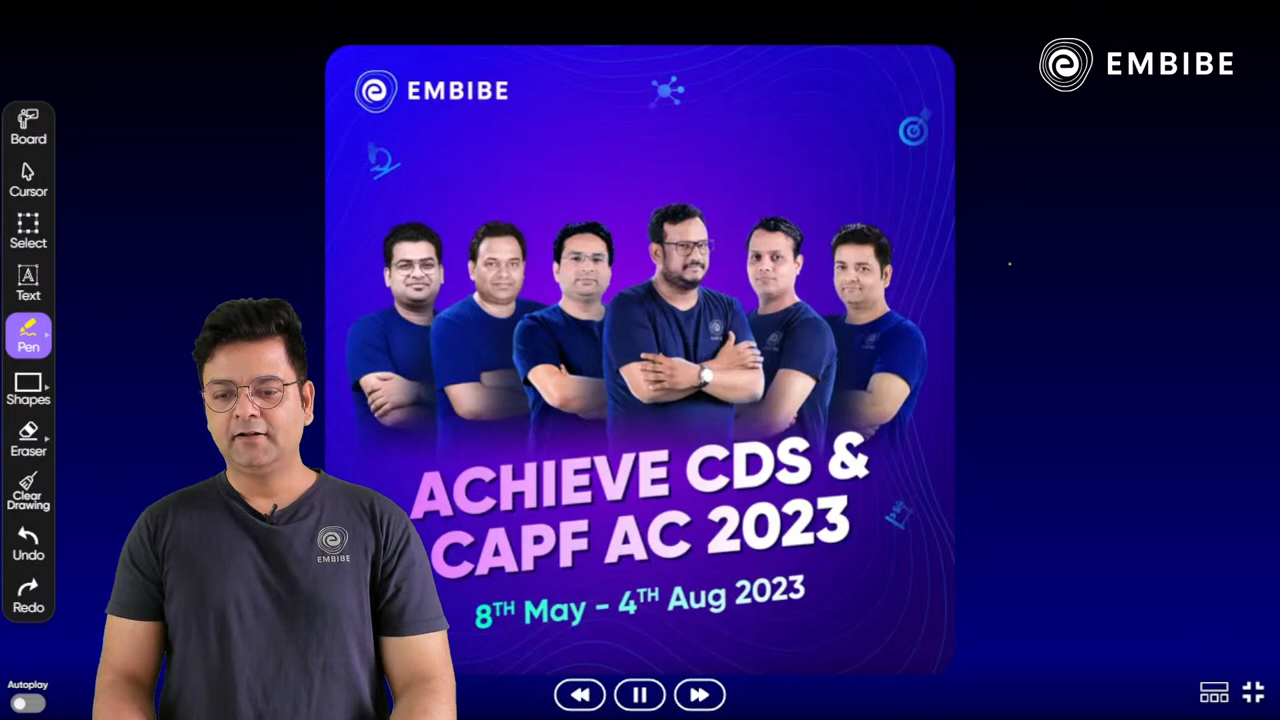 EMBIBE
EMBIBE
Board
Cursor
Select
Text
Pen
Shapes
Eraser
Clear
Drawing
Undo
Redo
Autoplay
EMBIBE
ACHIEVE CDS &
CAPF AC 2023
8TH May - 4TH Aug 2023